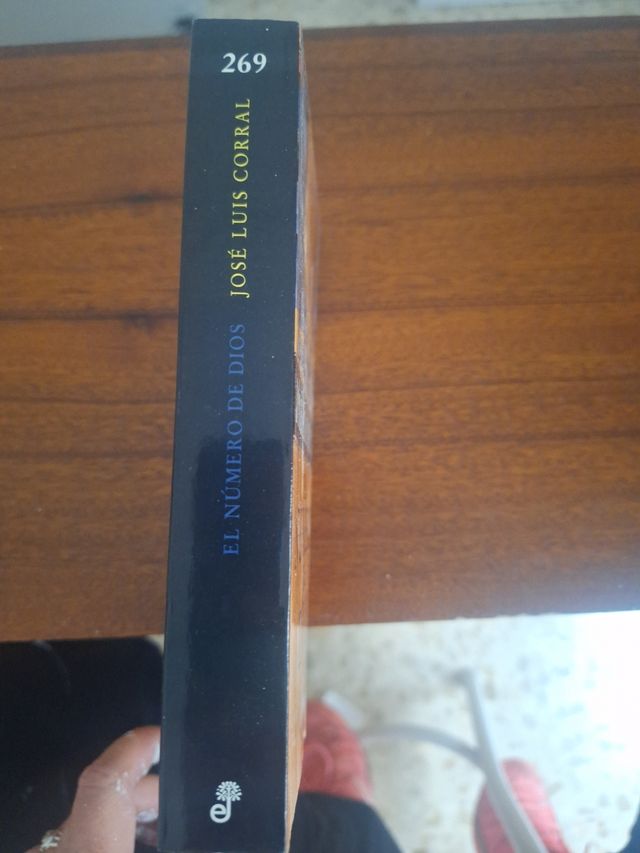 269
JOSÉ LUIS CORRAL
EL NÚMERO DE DIOS
e